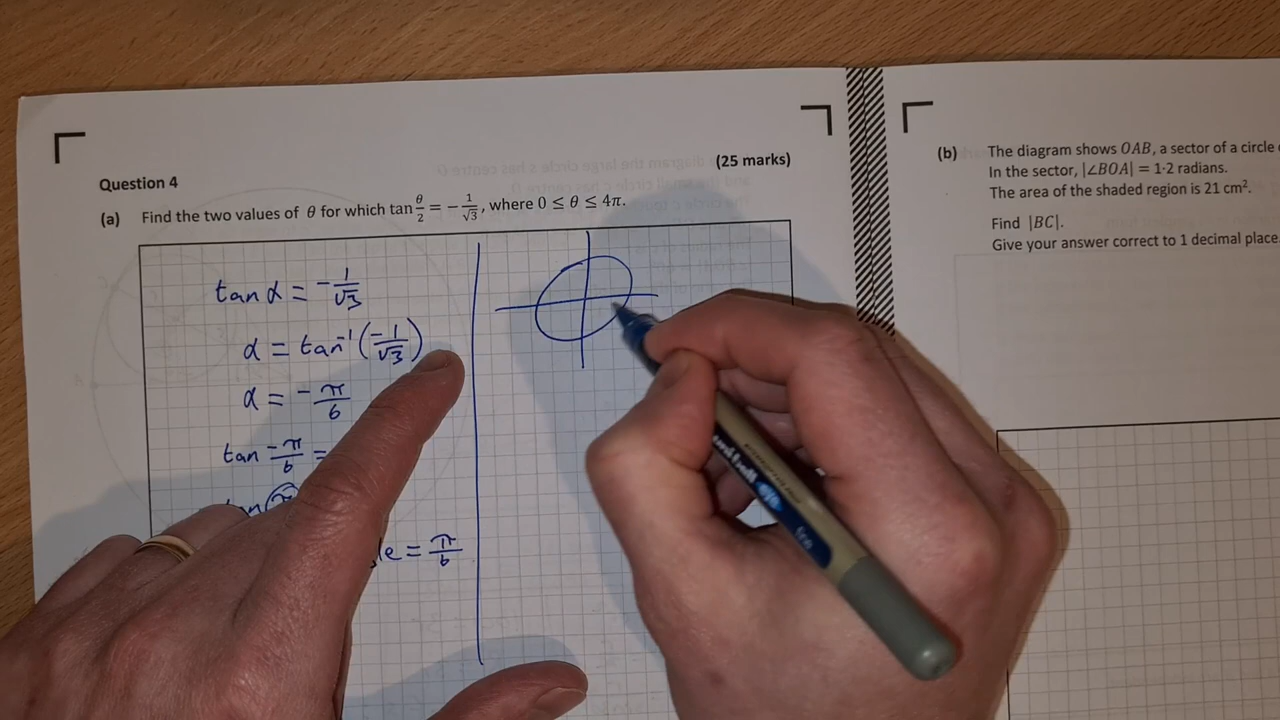 (25 marks)
Question 4
(a) Find the two values of θ for which tan θ/2 = −1/√3, where 0 ≤ θ ≤ 4π.
tan α = −1/√3
α = tan⁻¹(−1/√3)
α = −π/6
tan −π/6 =
= π/6
(b) The diagram shows OAB, a sector of a circle
In the sector, |∠BOA| = 1·2 radians.
The area of the shaded region is 21 cm².
Find |BC|.
Give your answer correct to 1 decimal place
uni-ball